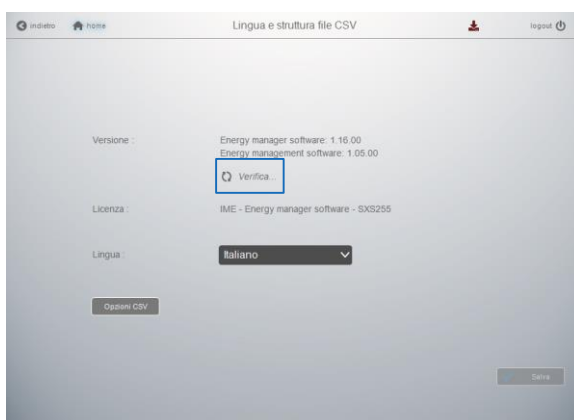 indietro home Lingua e struttura file CSV logout
Versione : Energy manager software: 1.16.00
Energy management software: 1.05.00
Verifica...
Licenza : IME - Energy manager software - SXS255
Lingua : Italiano
Opzioni CSV
Salva